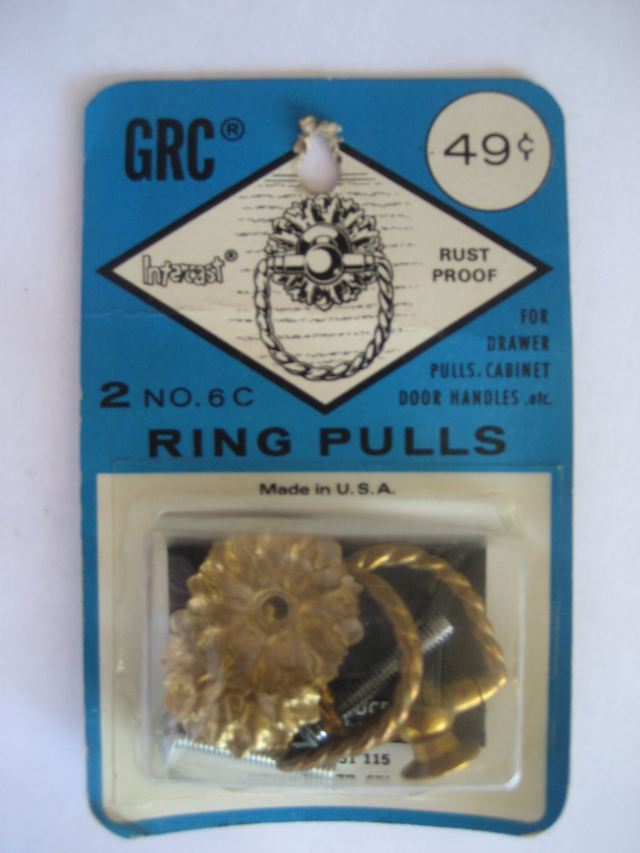 GRC®
49¢
Intercast®
RUST
PROOF
FOR
DRAWER
PULLS, CABINET
DOOR HANDLES, etc.
2 NO. 6C
RING PULLS
Made in U.S.A.
115